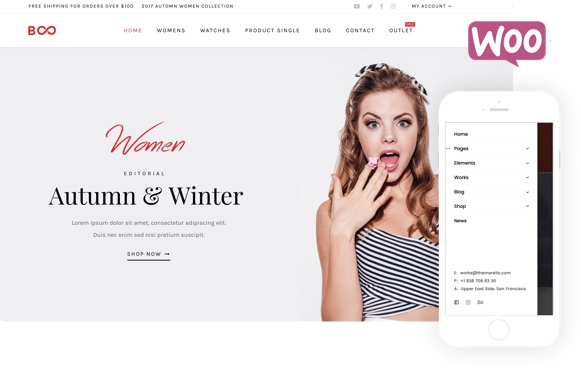 FREE SHIPPING FOR ORDERS OVER $100 2017 AUTOMN WOMEN COLLECTION MY ACCOUNT
BOO HOME WOMENS WATCHES PRODUCT SINGLE BLOG CONTACT OUTLET
WOO
Women
EDITORIAL
Autumn & Winter
Lorem ipsum dolor sit amet, consectetur adipiscing elit.
Duis nec enim sed nisi pretium suscipit.
SHOP NOW
Home
Pages
Elements
Works
Blog
Shop
News
E: works@themerella.com
P: +1 838 708 83 30
A: Upper East Side, San Francisco
Bē